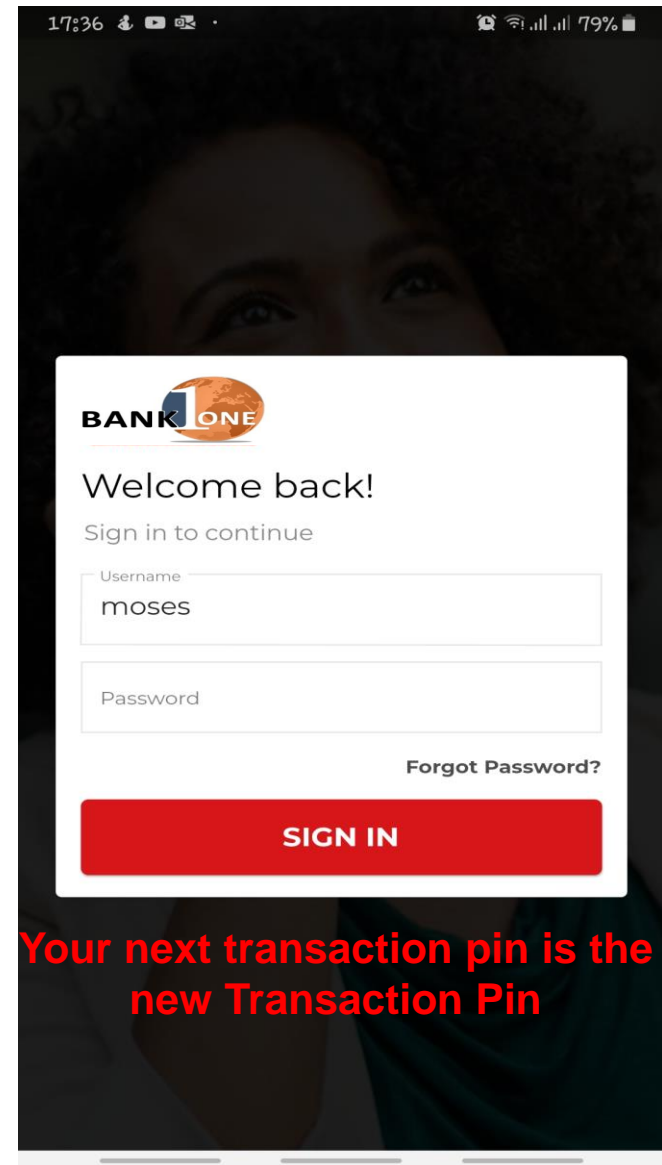 17:36
79%
BANK 1 ONE
Welcome back!
Sign in to continue
Username
moses
Password
Forgot Password?
SIGN IN
Your next transaction pin is the
new Transaction Pin